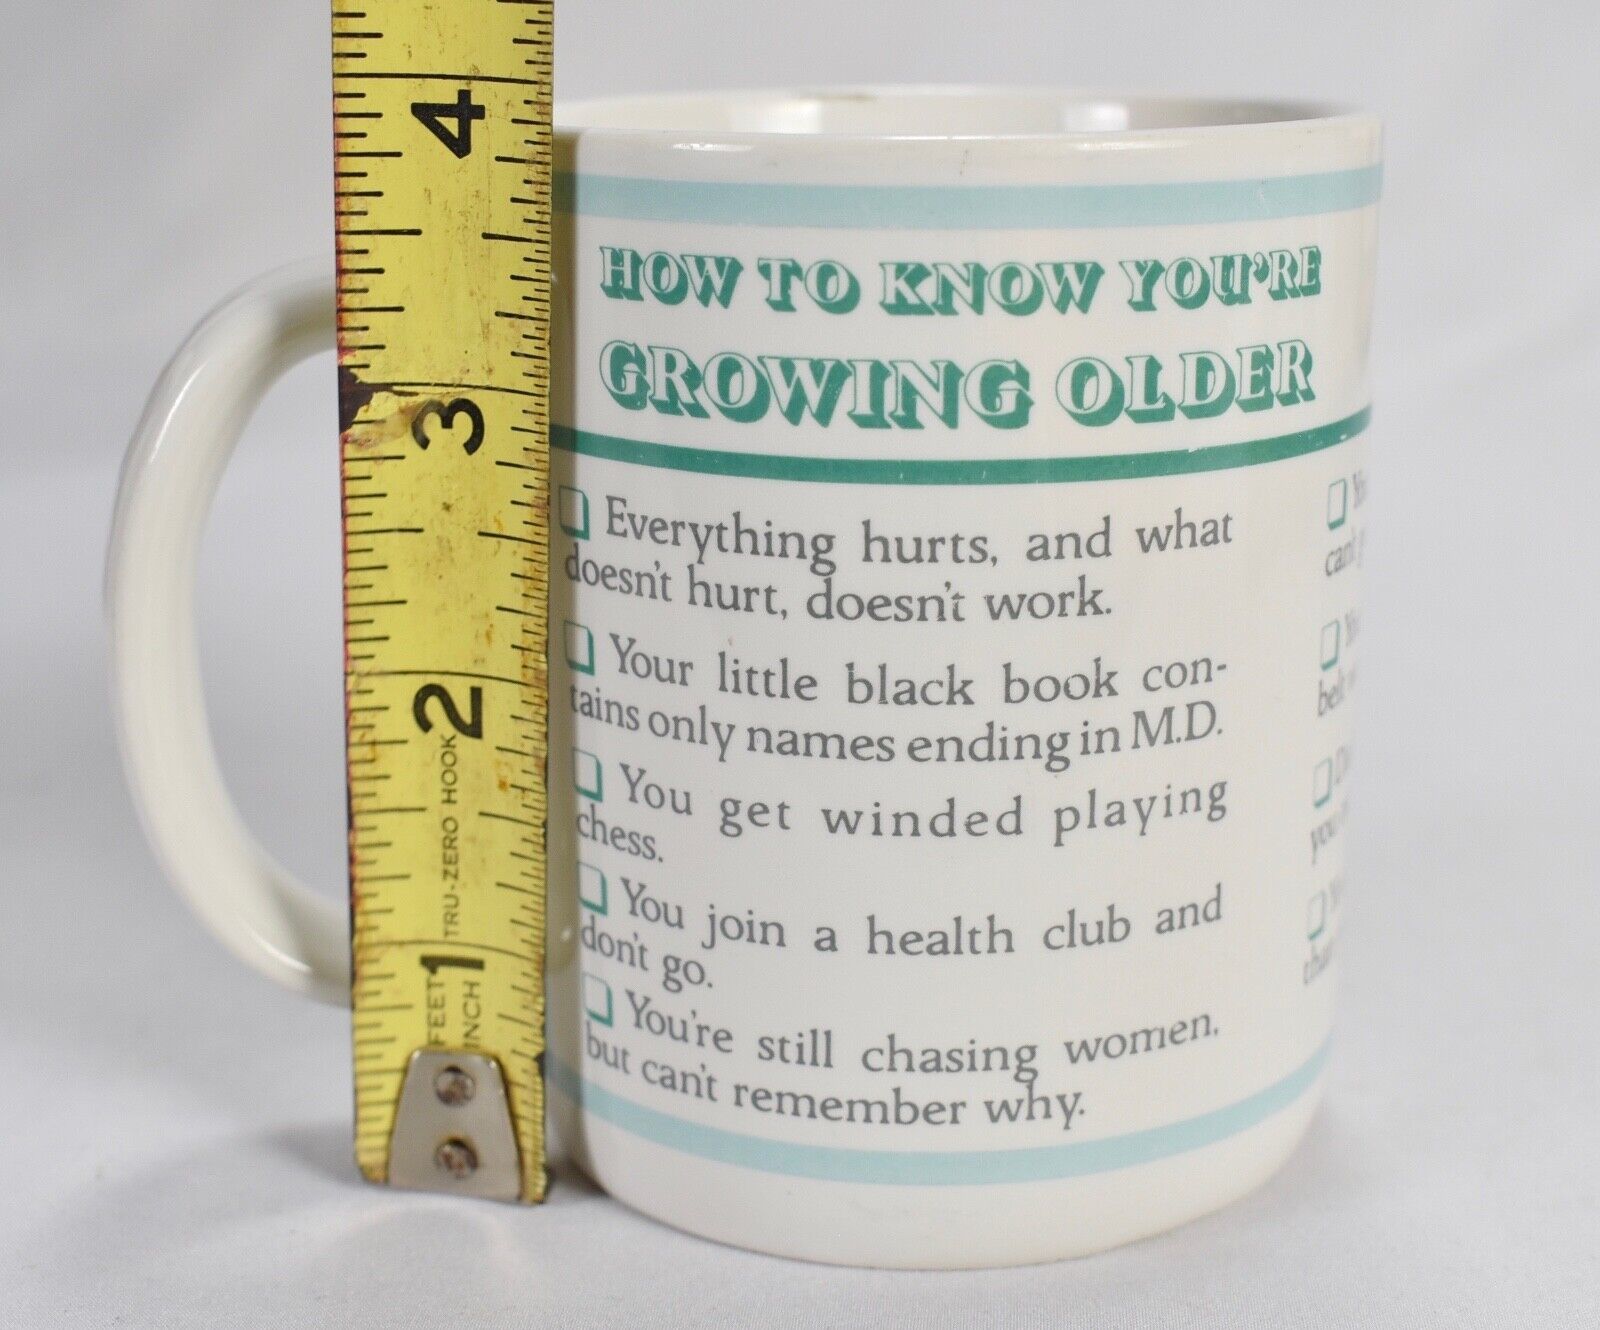 4
3
2
TRU-ZERO HOOK
1
FEET
INCH
HOW TO KNOW YOU'RE
GROWING OLDER
❏ Everything hurts, and what
doesn't hurt, doesn't work.
❏ Your little black book con-
tains only names ending in M.D.
❏ You get winded playing
chess.
❏ You join a health club and
don't go.
❏ You're still chasing women,
but can't remember why.